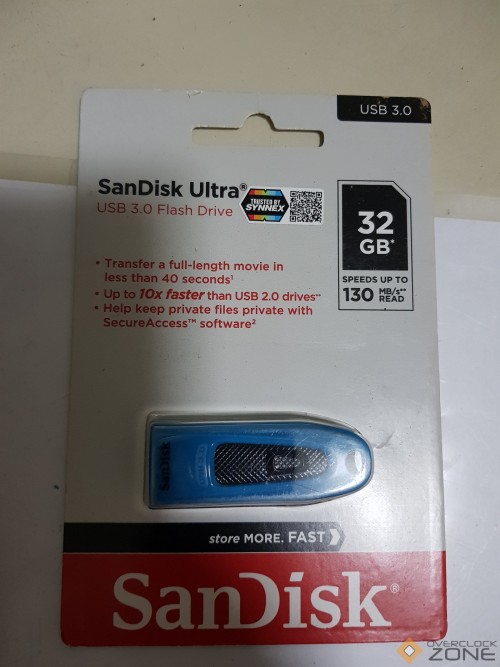 USB 3.0
SanDisk Ultra®
USB 3.0 Flash Drive
TRUSTED BY
SYNNEX
32
GB*
SPEEDS UP TO
130 MB/s** READ
• Transfer a full-length movie in
less than 40 seconds¹
• Up to 10x faster than USB 2.0 drives**
• Help keep private files private with
SecureAccess™ software²
SanDisk
store MORE. FAST
SanDisk®
OVERCLOCK
ZONE